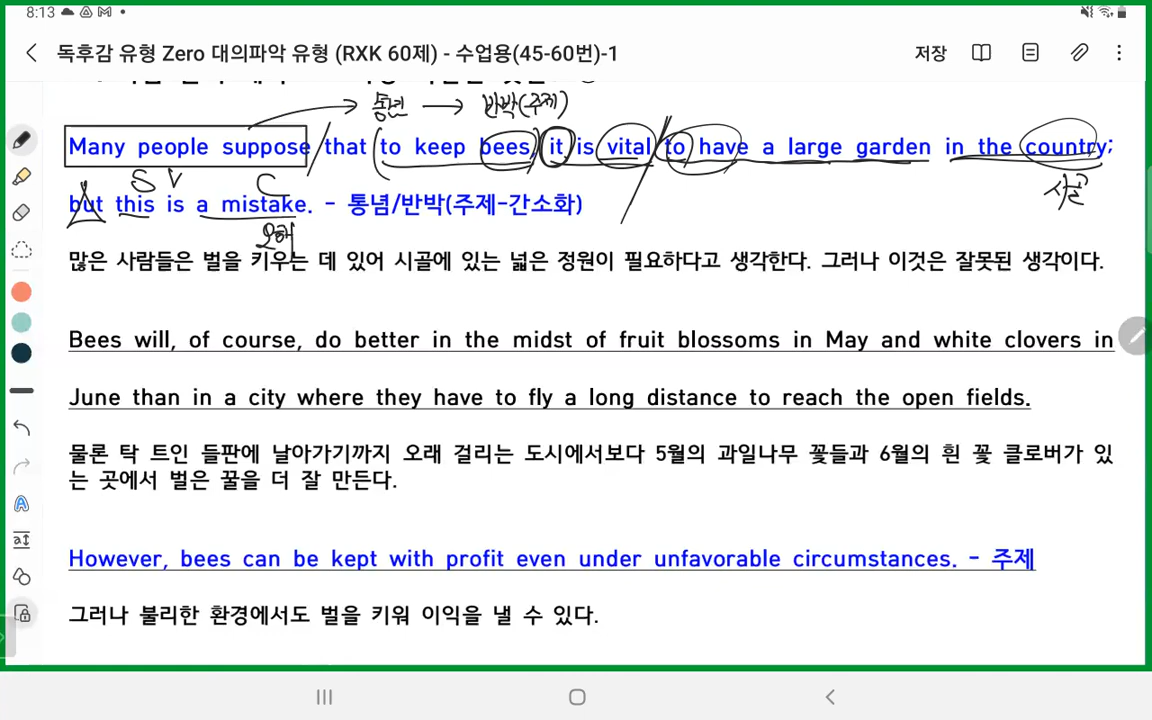 8:13
독후감 유형 Zero 대의파악 유형 (RXK 60제) - 수업용(45-60번)-1 저장
통념 → 반박(주제)
Many people suppose that to keep bees, it is vital to have a large garden in the country;
S V C 시골
but this is a mistake. - 통념/반박(주제-간소화)
오해
많은 사람들은 벌을 키우는 데 있어 시골에 있는 넓은 정원이 필요하다고 생각한다. 그러나 이것은 잘못된 생각이다.
Bees will, of course, do better in the midst of fruit blossoms in May and white clovers in
June than in a city where they have to fly a long distance to reach the open fields.
물론 탁 트인 들판에 날아가기까지 오래 걸리는 도시에서보다 5월의 과일나무 꽃들과 6월의 흰 꽃 클로버가 있
는 곳에서 벌은 꿀을 더 잘 만든다.
However, bees can be kept with profit even under unfavorable circumstances. - 주제
그러나 불리한 환경에서도 벌을 키워 이익을 낼 수 있다.